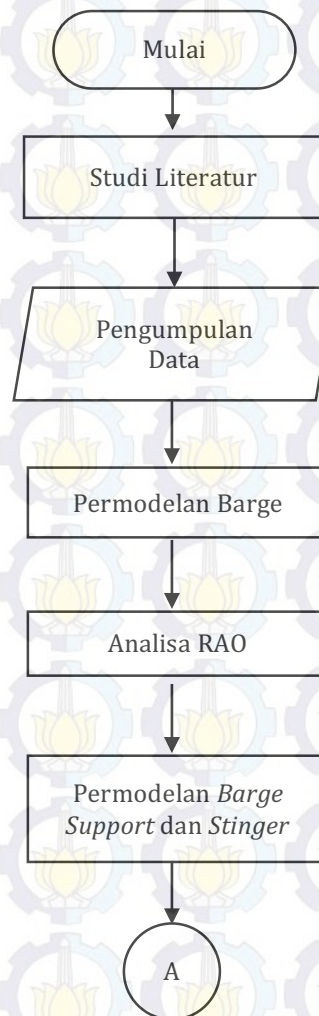 Mulai
Studi Literatur
Pengumpulan
Data
Permodelan Barge
Analisa RAO
Permodelan Barge
Support dan Stinger
A